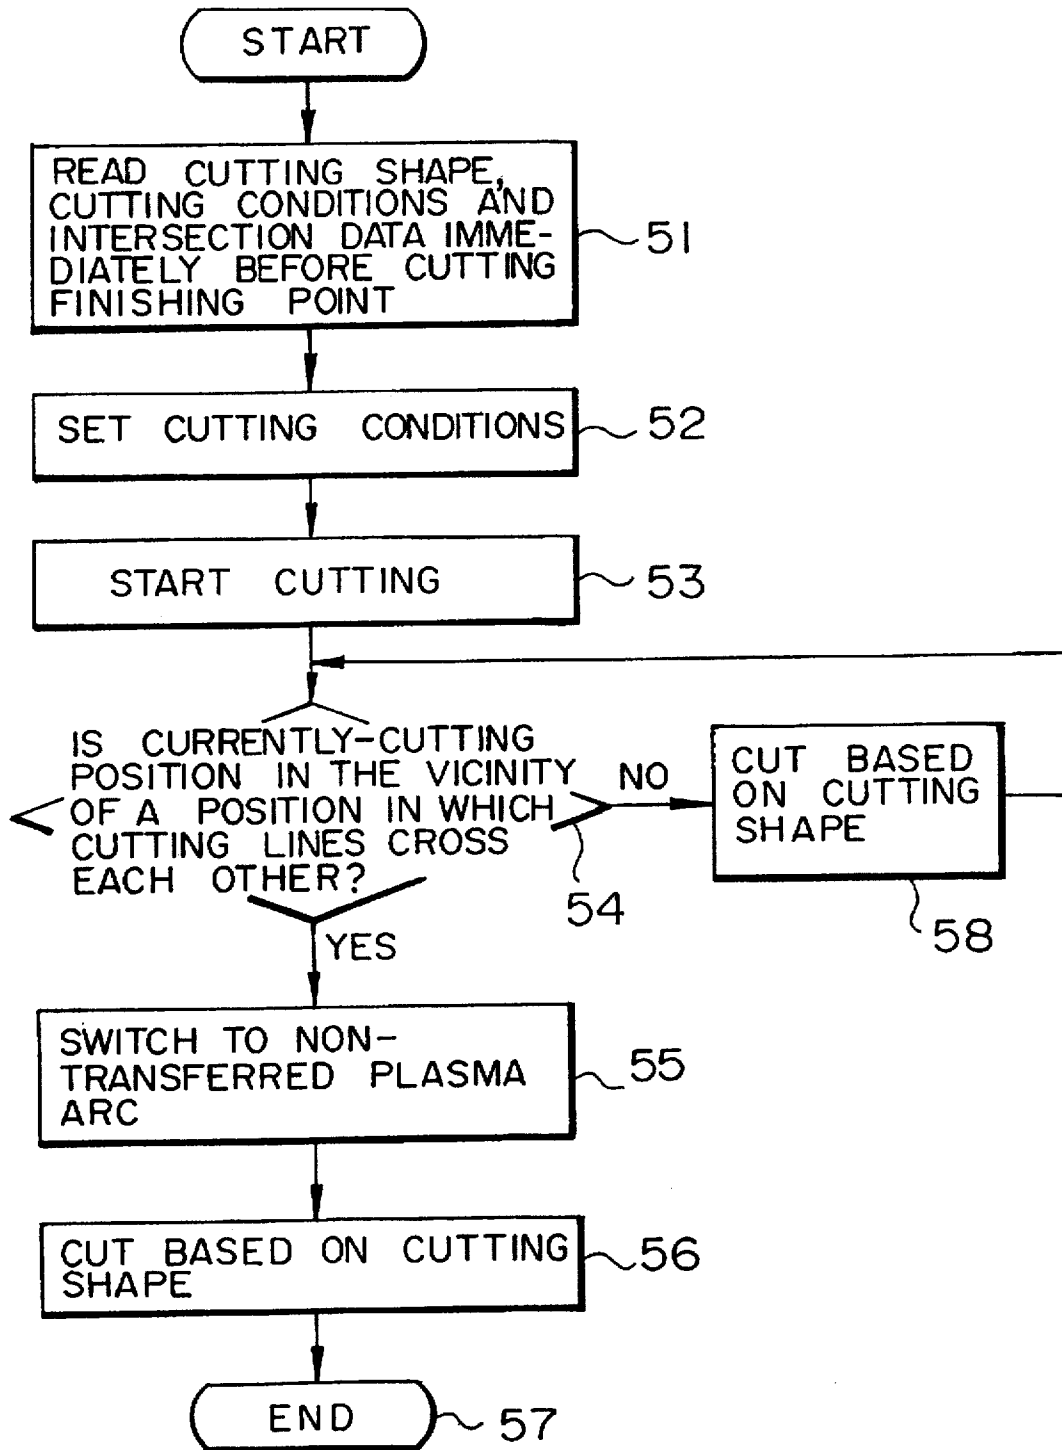 START
READ CUTTING SHAPE,
CUTTING CONDITIONS AND
INTERSECTION DATA IMME-
DIATELY BEFORE CUTTING
FINISHING POINT
51
SET CUTTING CONDITIONS
52
START CUTTING
53
IS CURRENTLY-CUTTING
POSITION IN THE VICINITY
OF A POSITION IN WHICH
CUTTING LINES CROSS
EACH OTHER?
54
NO
CUT BASED
ON CUTTING
SHAPE
58
YES
SWITCH TO NON-
TRANSFERRED PLASMA
ARC
55
CUT BASED ON CUTTING
SHAPE
56
END
57